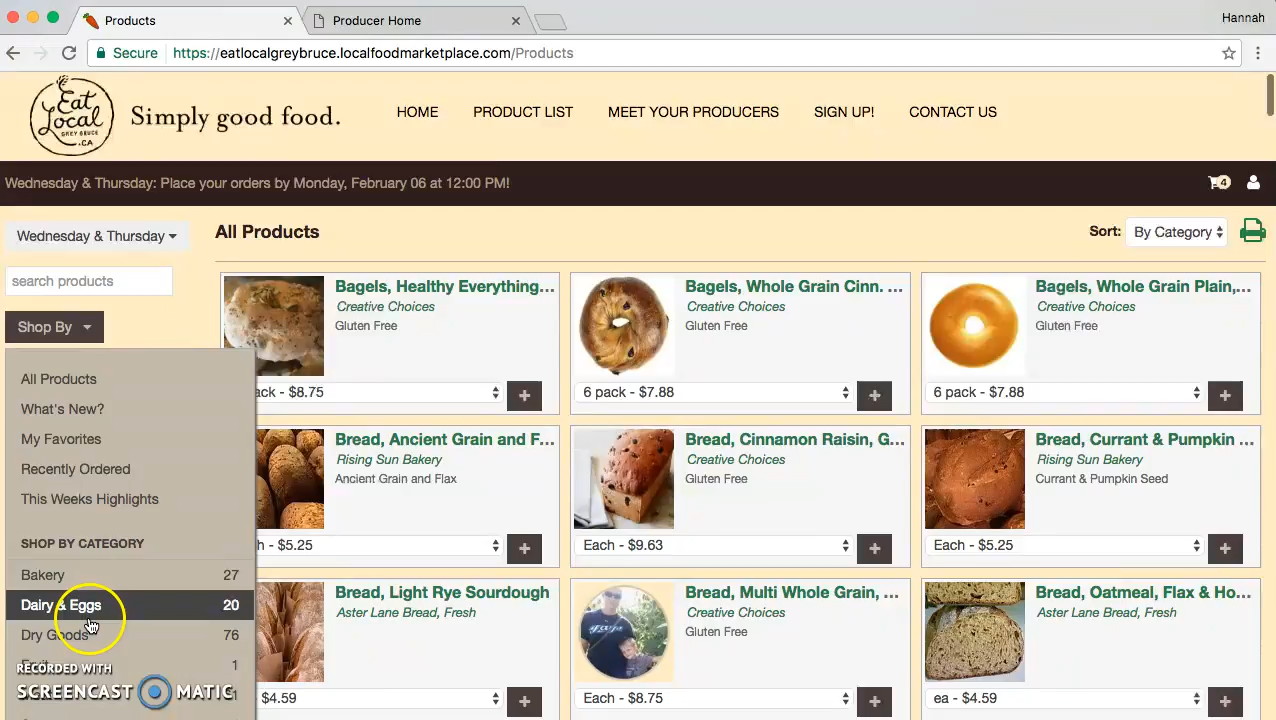 Products
Producer Home
Hannah
Secure
https://eatlocalgreybruce.localfoodmarketplace.com/Products
Eat Local
GREY BRUCE
.CA
Simply good food.
HOME
PRODUCT LIST
MEET YOUR PRODUCERS
SIGN UP!
CONTACT US
Wednesday & Thursday: Place your orders by Monday, February 06 at 12:00 PM!
4
Wednesday & Thursday
All Products
Sort:
By Category
search products
Shop By
All Products
What's New?
My Favorites
Recently Ordered
This Weeks Highlights
SHOP BY CATEGORY
Bakery 27
Dairy & Eggs 20
Dry Goods 76
1
RECORDED WITH
SCREENCAST MATIC
Bagels, Healthy Everything...
Creative Choices
Gluten Free
ack - $8.75
Bagels, Whole Grain Cinn. ...
Creative Choices
Gluten Free
6 pack - $7.88
Bagels, Whole Grain Plain,...
Creative Choices
Gluten Free
6 pack - $7.88
Bread, Ancient Grain and F...
Rising Sun Bakery
Ancient Grain and Flax
h - $5.25
Bread, Cinnamon Raisin, G...
Creative Choices
Gluten Free
Each - $9.63
Bread, Currant & Pumpkin ...
Rising Sun Bakery
Currant & Pumpkin Seed
Each - $5.25
Bread, Light Rye Sourdough
Aster Lane Bread, Fresh
$4.59
Bread, Multi Whole Grain, ...
Creative Choices
Gluten Free
Each - $8.75
Bread, Oatmeal, Flax & Ho...
Aster Lane Bread, Fresh
ea - $4.59